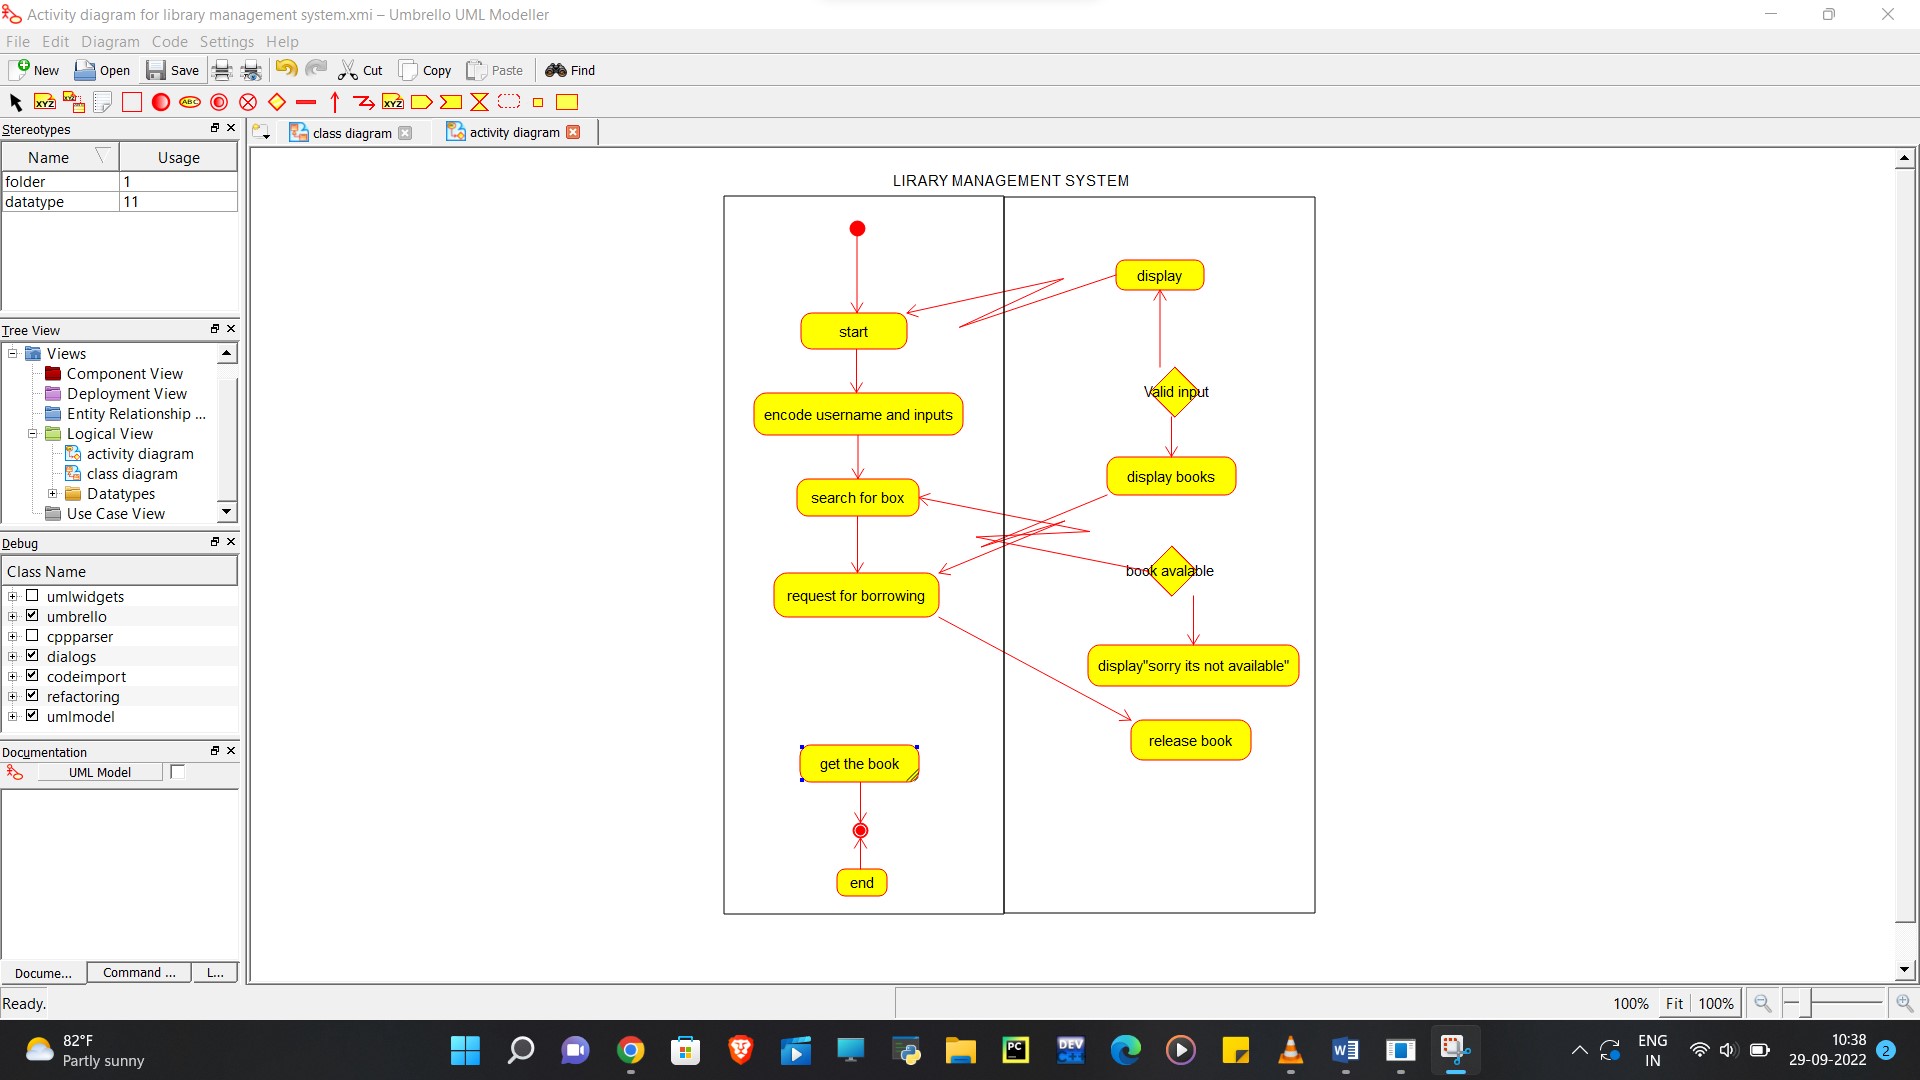 Activity diagram for library management system.xmi – Umbrello UML Modeller
File Edit Diagram Code Settings Help
New Open Save Cut Copy Paste Find
XYZ ABC XYZ
Stereotypes
class diagram activity diagram
Name Usage
folder 1
datatype 11
Tree View
Views
Component View
Deployment View
Entity Relationship ...
Logical View
activity diagram
class diagram
Datatypes
Use Case View
Debug
Class Name
umlwidgets
umbrello
cppparser
dialogs
codeimport
refactoring
umlmodel
Documentation
UML Model
Docume... Command ... L...
LIRARY MANAGEMENT SYSTEM
display
start
Valid input
encode username and inputs
display books
search for box
book avalable
request for borrowing
display"sorry its not available"
release book
get the book
end
Ready.
100% Fit 100%
82°F
Partly sunny
PC
DEV
ENG
IN
10:38
29-09-2022
2